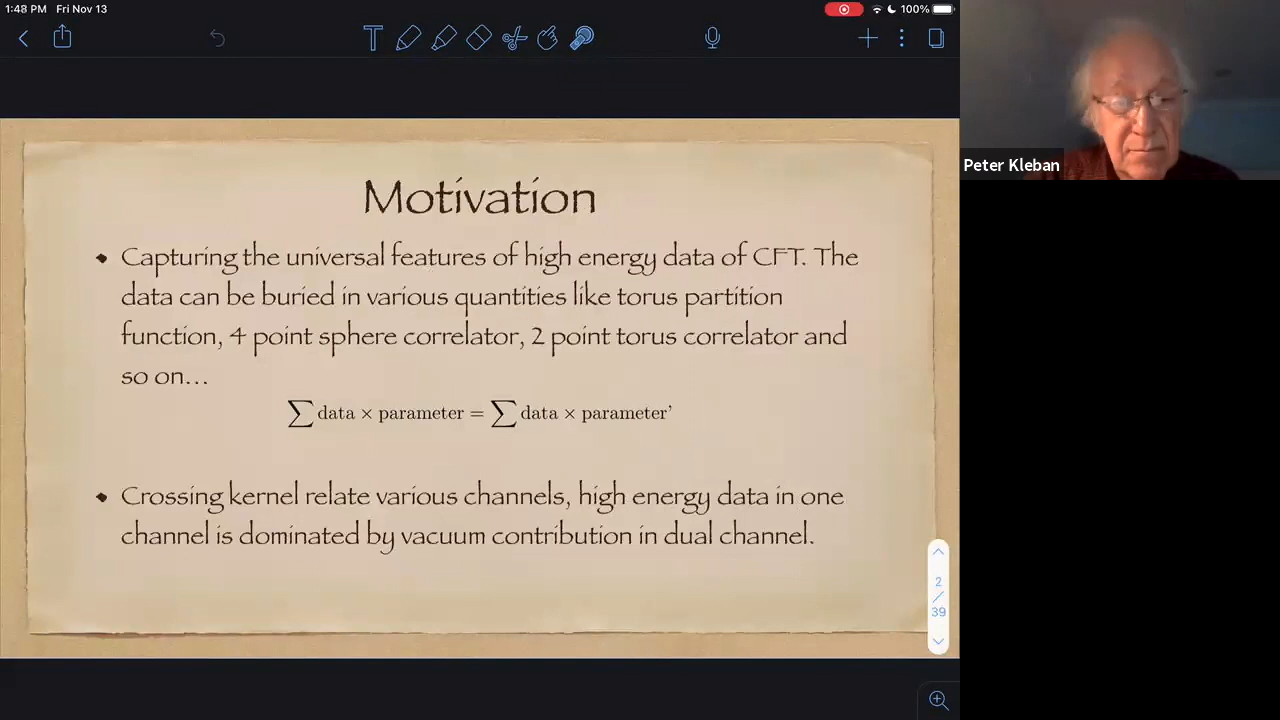 1:48 PM Fri Nov 13
100%
Peter Kleban
Motivation
Capturing the universal features of high energy data of CFT. The
data can be buried in various quantities like torus partition
function, 4 point sphere correlator, 2 point torus correlator and
so on...
∑ data × parameter = ∑ data × parameter'
Crossing kernel relate various channels, high energy data in one
channel is dominated by vacuum contribution in dual channel.
2
/
39